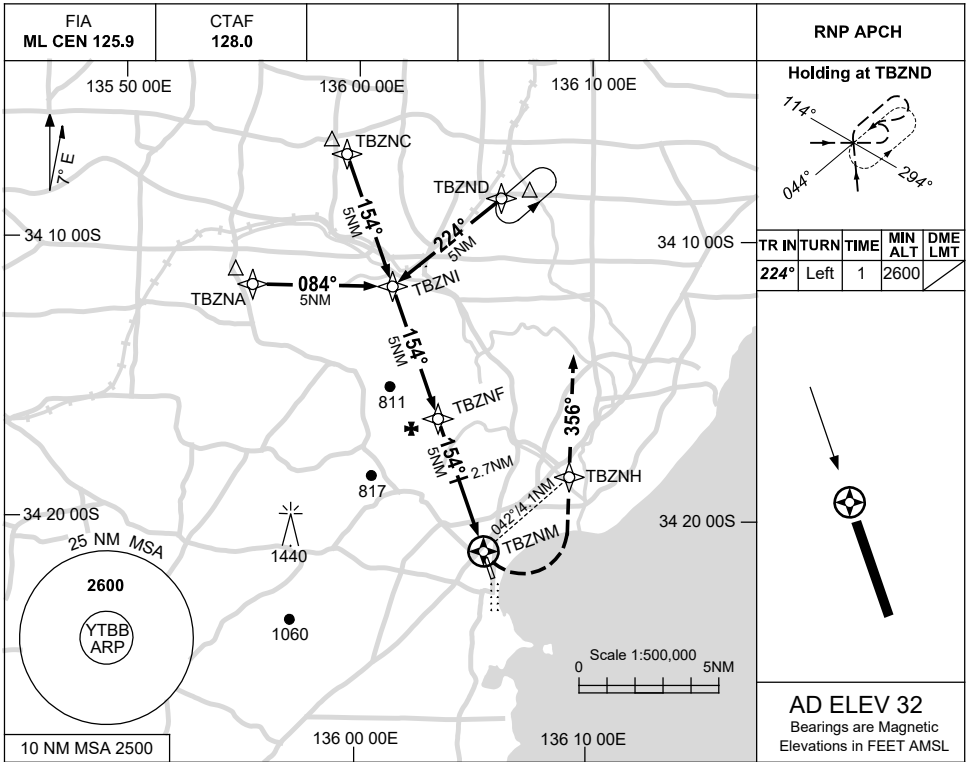 FIA
ML CEN 125.9
CTAF
128.0
RNP APCH
135 50 00E
136 00 00E
136 10 00E
7° E
TBZNC
TBZND
154°
5NM
224°
5NM
34 10 00S
34 10 00S
TBZNA
084°
5NM
TBZNI
154°
5NM
811
TBZNF
154°
5NM
2.7NM
356°
817
TBZNH
042°/4.1NM
34 20 00S
34 20 00S
TBZNM
1440
25 NM MSA
2600
YTBB
ARP
1060
Scale 1:500,000
0
5NM
10 NM MSA 2500
136 00 00E
136 10 00E
Holding at TBZND
114°
044°
294°
TR IN TURN TIME MIN ALT DME LMT
224° Left 1 2600
AD ELEV 32
Bearings are Magnetic
Elevations in FEET AMSL